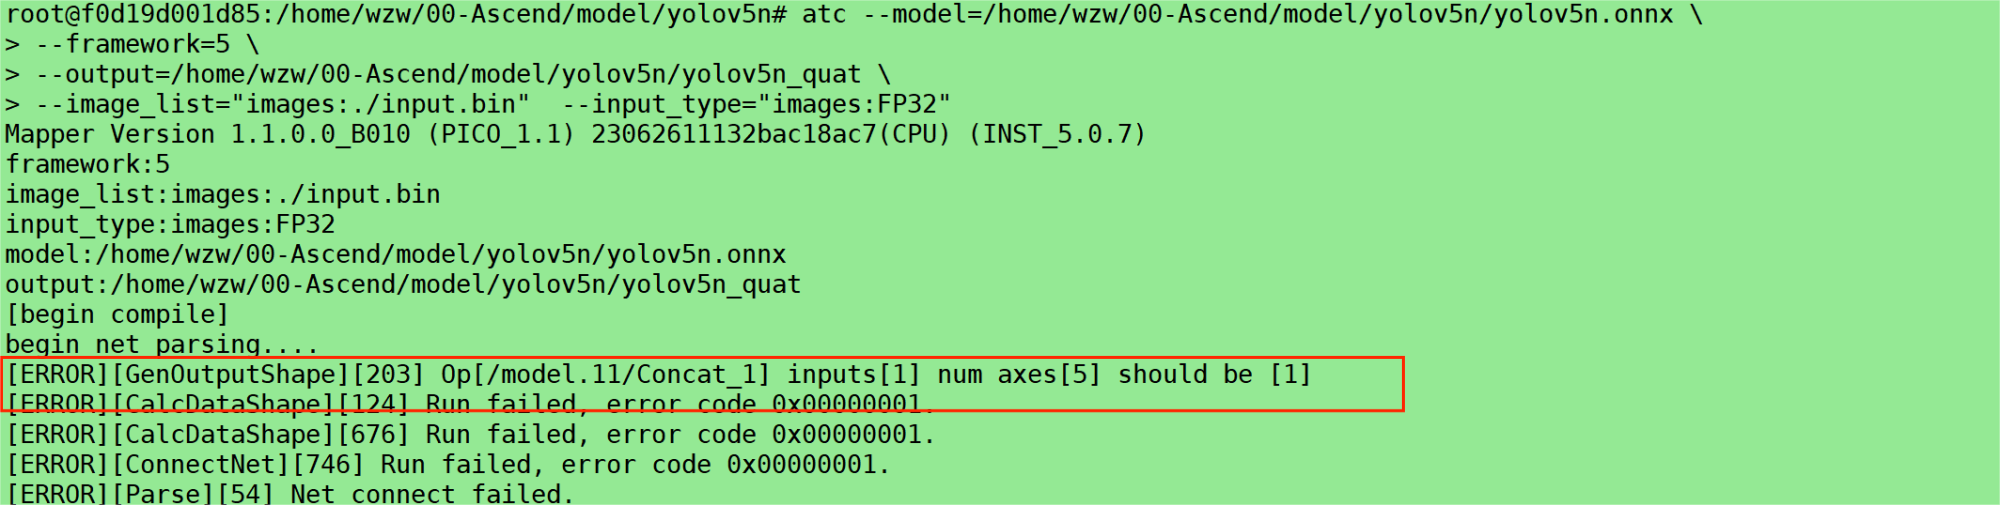 root@f0d19d001d85:/home/wzw/00-Ascend/model/yolov5n# atc --model=/home/wzw/00-Ascend/model/yolov5n/yolov5n.onnx \
> --framework=5 \
> --output=/home/wzw/00-Ascend/model/yolov5n/yolov5n_quat \
> --image_list="images:./input.bin"  --input_type="images:FP32"
Mapper Version 1.1.0.0_B010 (PICO_1.1) 23062611132bac18ac7(CPU) (INST_5.0.7)
framework:5
image_list:images:./input.bin
input_type:images:FP32
model:/home/wzw/00-Ascend/model/yolov5n/yolov5n.onnx
output:/home/wzw/00-Ascend/model/yolov5n/yolov5n_quat
[begin compile]
begin net parsing....
[ERROR][GenOutputShape][203] Op[/model.11/Concat_1] inputs[1] num axes[5] should be [1]
[ERROR][CalcDataShape][124] Run failed, error code 0x00000001.
[ERROR][CalcDataShape][676] Run failed, error code 0x00000001.
[ERROR][ConnectNet][746] Run failed, error code 0x00000001.
[ERROR][Parse][54] Net connect failed.